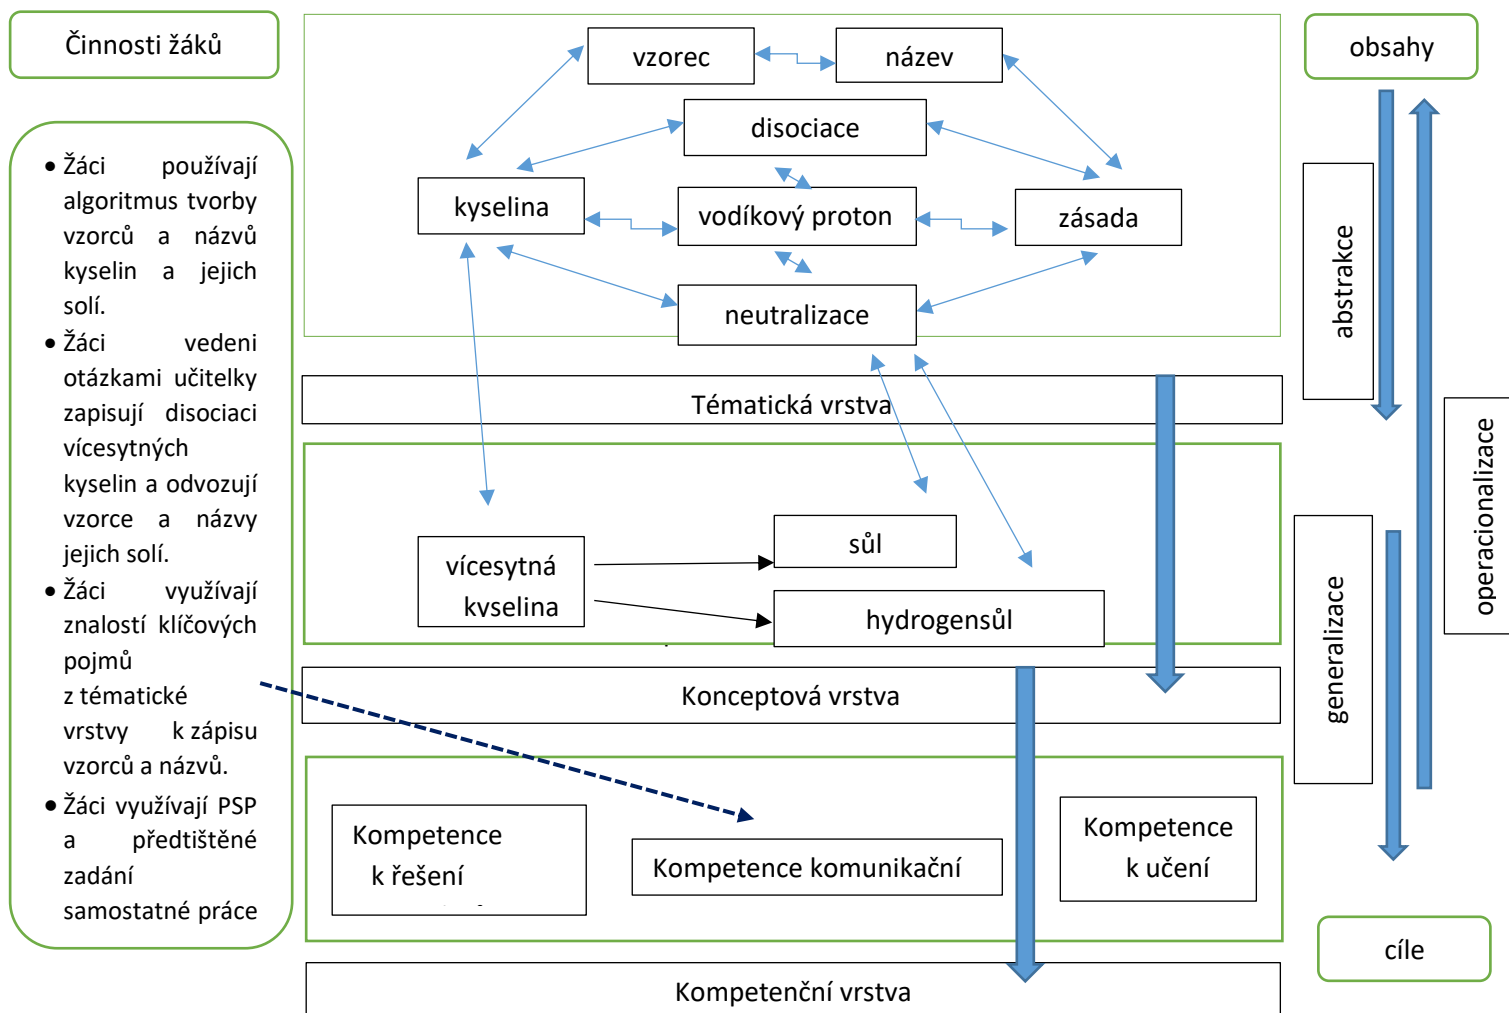 Činnosti žáků
• Žáci používají
algoritmus tvorby
vzorců a názvů
kyselin a jejich
solí.
• Žáci vedeni
otázkami učitelky
zapisují disociaci
vícesytných
kyselin a odvozují
vzorce a názvy
jejich solí.
• Žáci využívají
znalostí klíčových
pojmů
z tématické
vrstvy k zápisu
vzorců a názvů.
• Žáci využívají PSP
a předtištěné
zadání
samostatné práce
vzorec
název
disociace
kyselina
vodíkový proton
zásada
neutralizace
Tématická vrstva
vícesytná
kyselina
sůl
hydrogensůl
Konceptová vrstva
Kompetence
k řešení
Kompetence komunikační
Kompetence
k učení
Kompetenční vrstva
obsahy
abstrakce
operacionalizace
generalizace
cíle